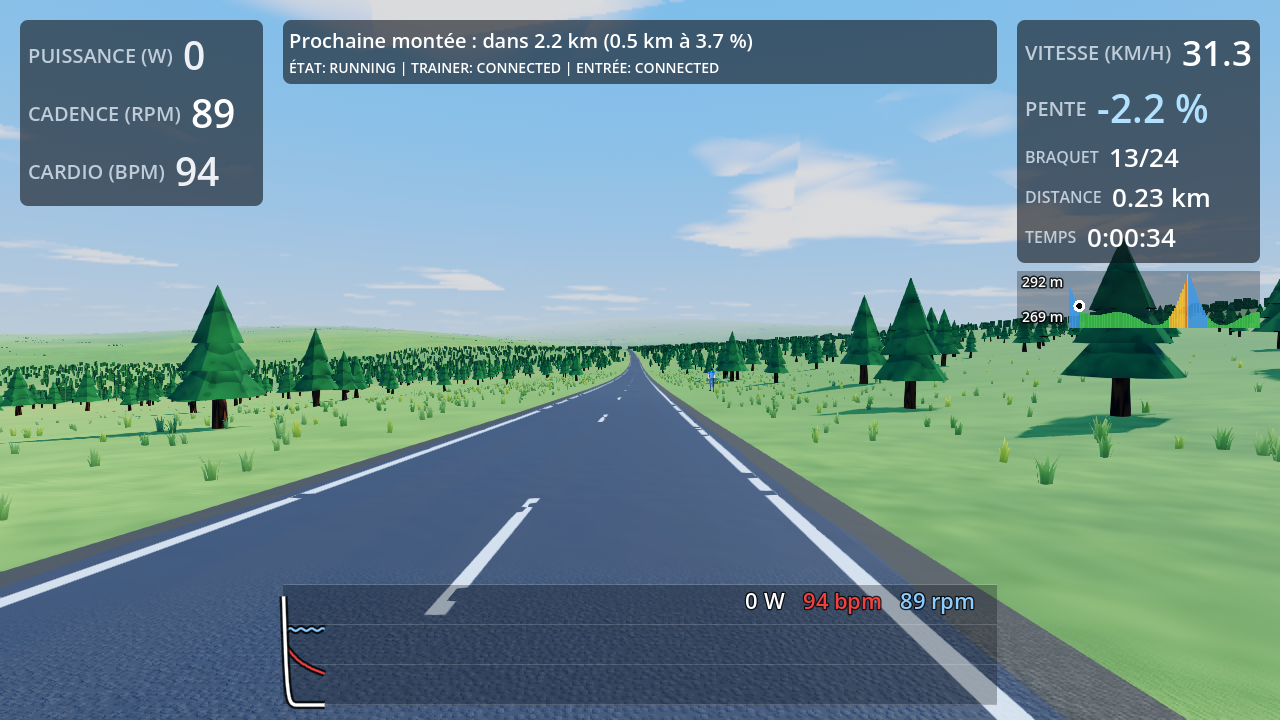 PUISSANCE (W) 0
CADENCE (RPM) 89
CARDIO (BPM) 94
Prochaine montée : dans 2.2 km (0.5 km à 3.7 %)
ÉTAT: RUNNING | TRAINER: CONNECTED | ENTRÉE: CONNECTED
VITESSE (KM/H) 31.3
PENTE -2.2 %
BRAQUET 13/24
DISTANCE 0.23 km
TEMPS 0:00:34
292 m
269 m
0 W 94 bpm 89 rpm